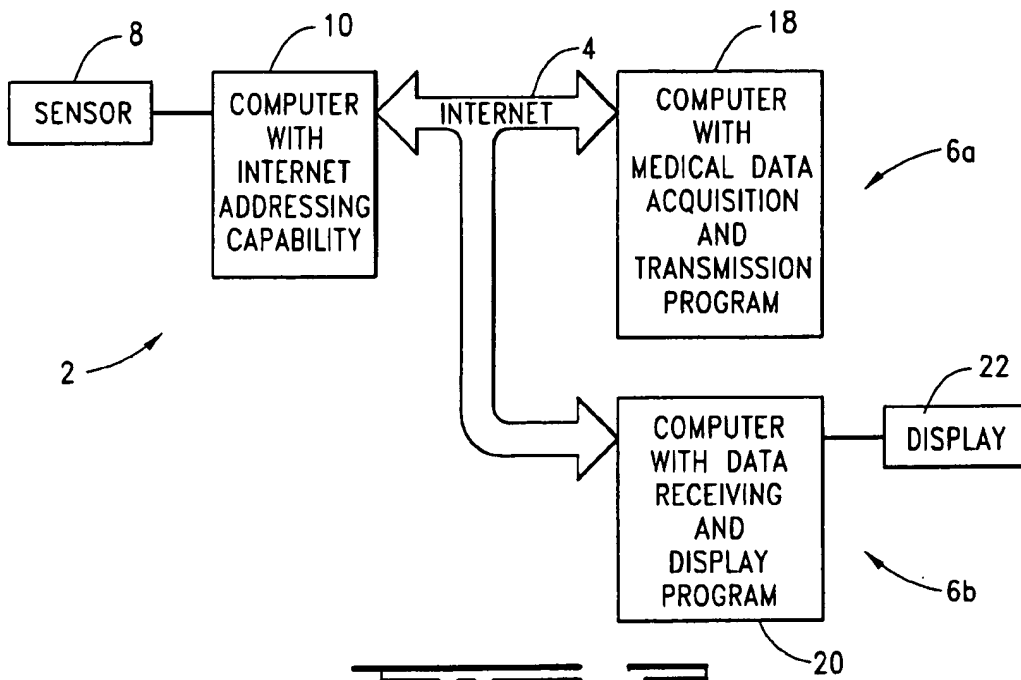 8
10
4
18
SENSOR
COMPUTER
WITH
INTERNET
ADDRESSING
CAPABILITY
INTERNET
COMPUTER
WITH
MEDICAL DATA
ACQUISITION
AND
TRANSMISSION
PROGRAM
6a
2
COMPUTER
WITH DATA
RECEIVING
AND
DISPLAY
PROGRAM
22
DISPLAY
6b
20